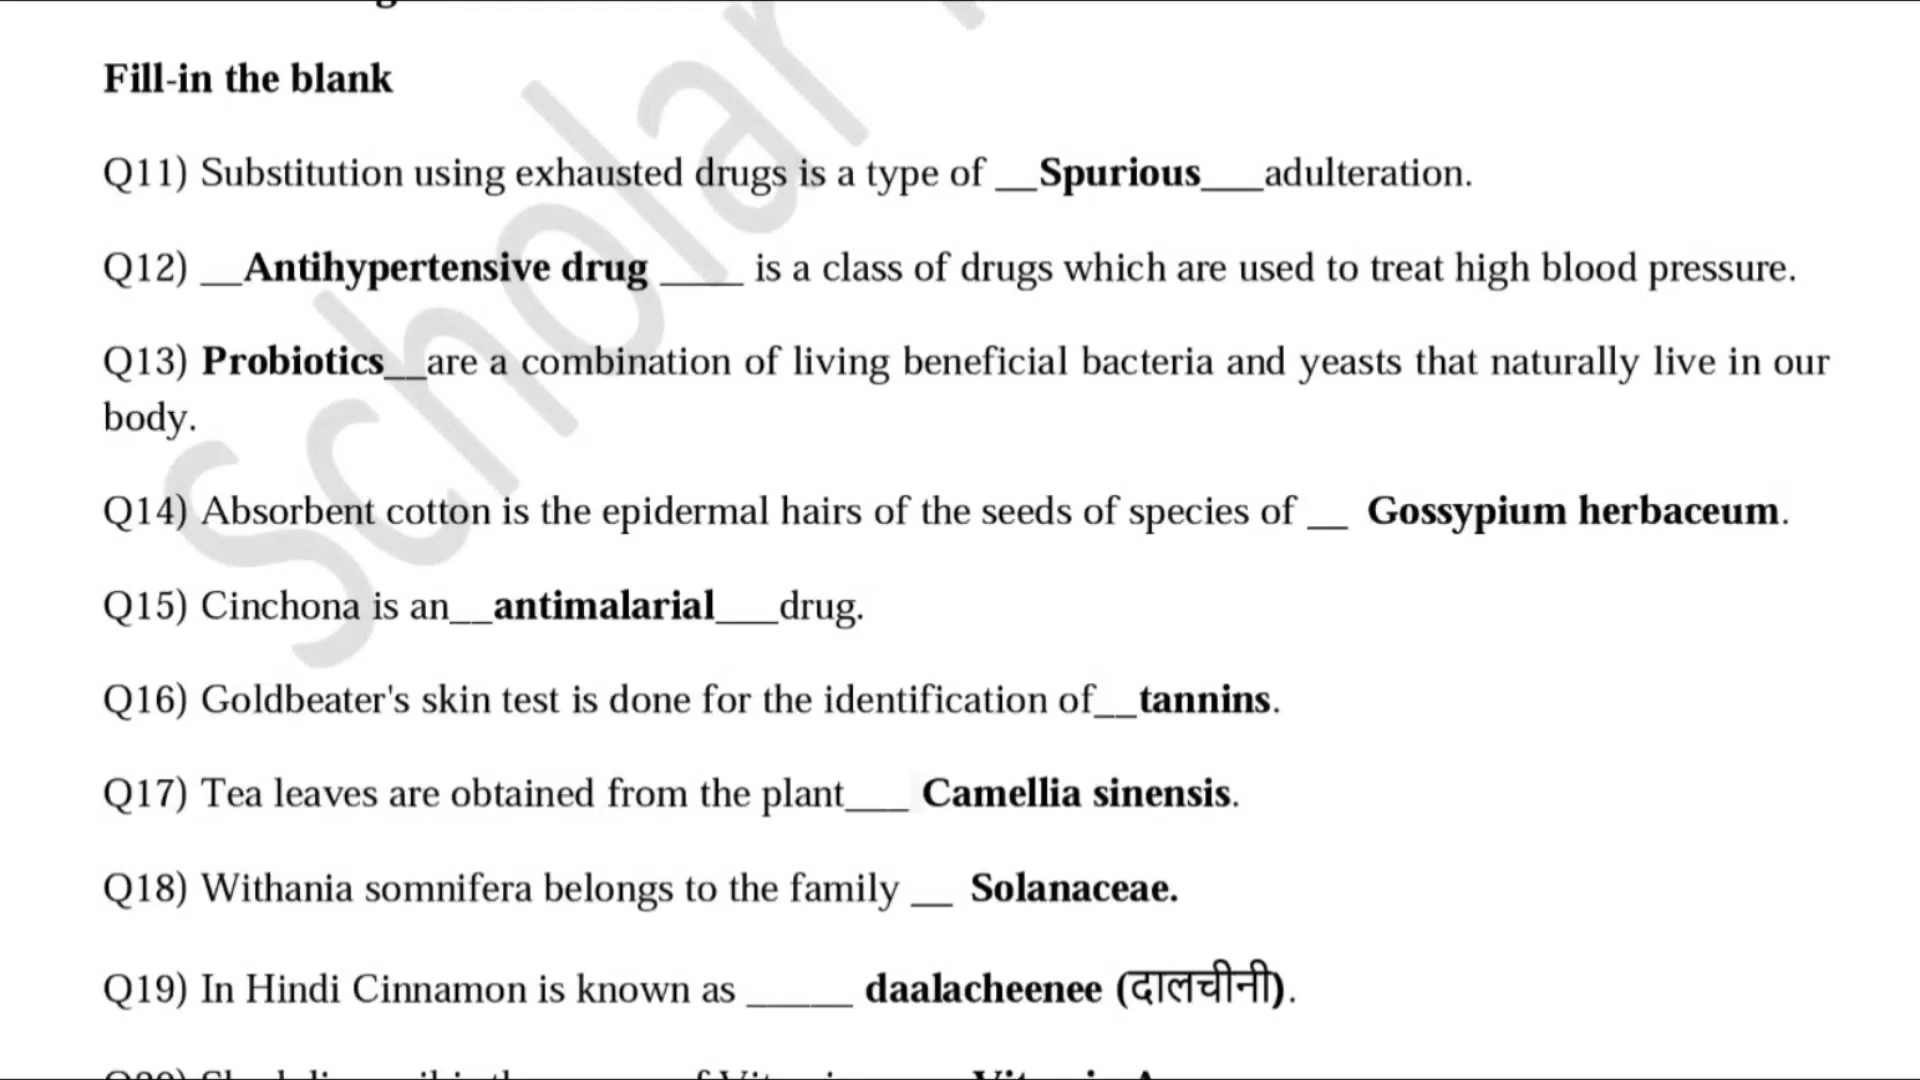 Fill-in the blank
Q11) Substitution using exhausted drugs is a type of __Spurious___adulteration.
Q12) __Antihypertensive drug ____ is a class of drugs which are used to treat high blood pressure.
Q13) Probiotics__are a combination of living beneficial bacteria and yeasts that naturally live in our
body.
Q14) Absorbent cotton is the epidermal hairs of the seeds of species of __ Gossypium herbaceum.
Q15) Cinchona is an__antimalarial___drug.
Q16) Goldbeater's skin test is done for the identification of__tannins.
Q17) Tea leaves are obtained from the plant___ Camellia sinensis.
Q18) Withania somnifera belongs to the family __ Solanaceae.
Q19) In Hindi Cinnamon is known as _____ daalacheenee (दालचीनी).
Scholar